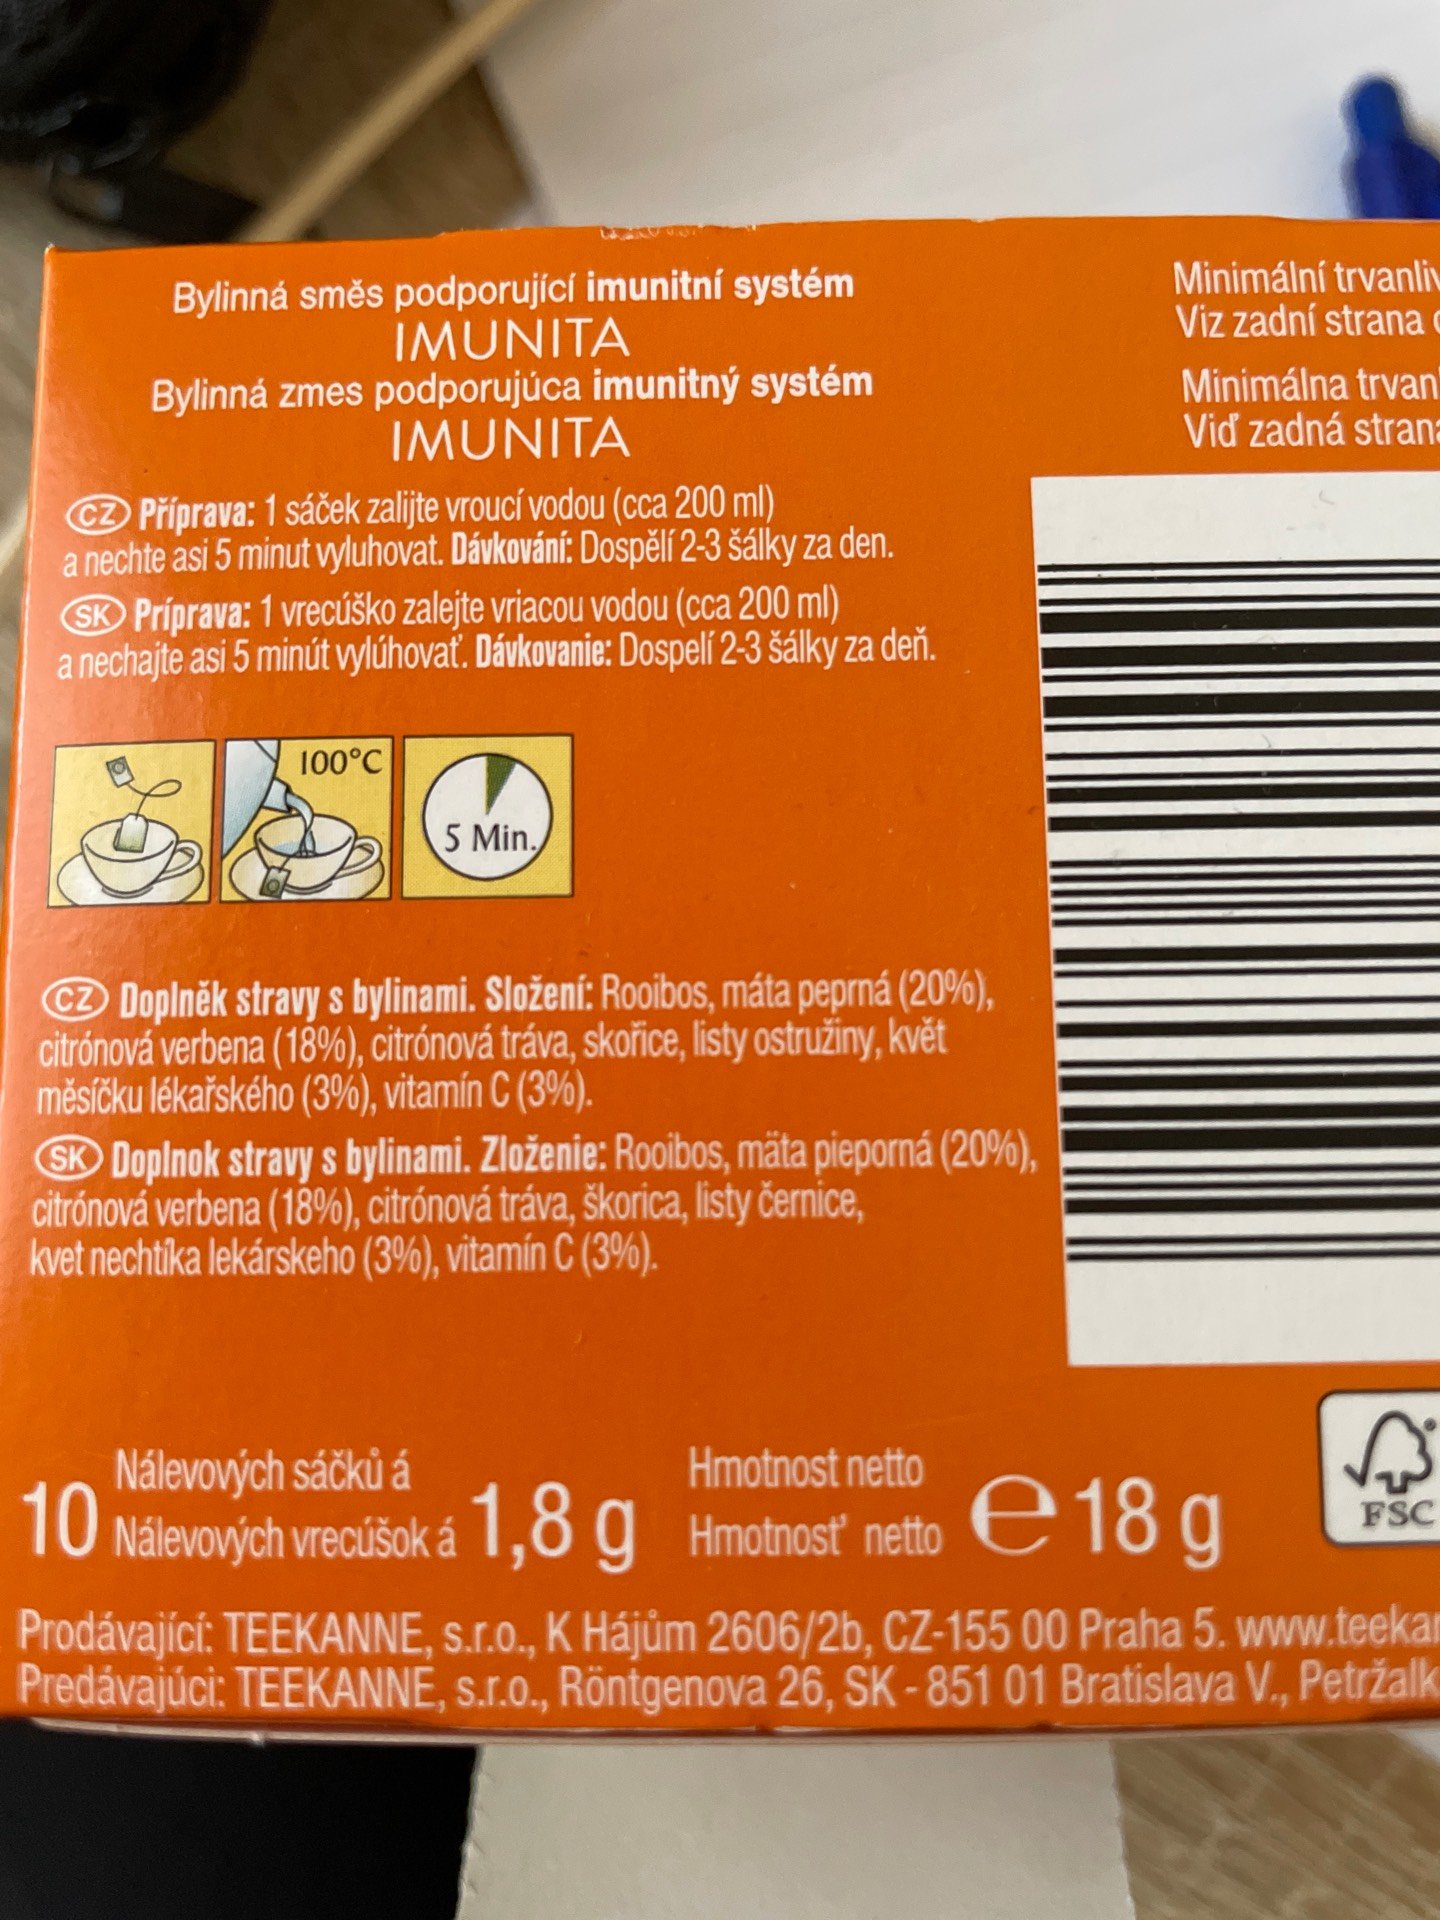 Bylinná směs podporující imunitní systém
IMUNITA
Bylinná zmes podporujúca imunitný systém
IMUNITA
CZ Příprava: 1 sáček zalijte vroucí vodou (cca 200 ml)
a nechte asi 5 minut vyluhovat. Dávkování: Dospělí 2-3 šálky za den.
SK Príprava: 1 vrecúško zalejte vriacou vodou (cca 200 ml)
a nechajte asi 5 minút vylúhovať. Dávkovanie: Dospelí 2-3 šálky za deň.
100°C
5 Min.
CZ Doplněk stravy s bylinami. Složení: Rooibos, máta peprná (20%),
citrónová verbena (18%), citrónová tráva, skořice, listy ostružiny, květ
měsíčku lékařského (3%), vitamín C (3%).
SK Doplnok stravy s bylinami. Zloženie: Rooibos, mäta pieporná (20%),
citrónová verbena (18%), citrónová tráva, škorica, listy černice,
kvet nechtíka lekárskeho (3%), vitamín C (3%).
10 Nálevových sáčků á
Nálevových vrecúšok á 1,8 g
Hmotnost netto
Hmotnosť netto e 18 g
Prodávající: TEEKANNE, s.r.o., K Hájům 2606/2b, CZ-155 00 Praha 5.
Predávajúci: TEEKANNE, s.r.o., Röntgenova 26, SK - 851 01 Bratislava V.,
Minimální
Viz zadní strana
Minimálna
Viď zadná
FSC